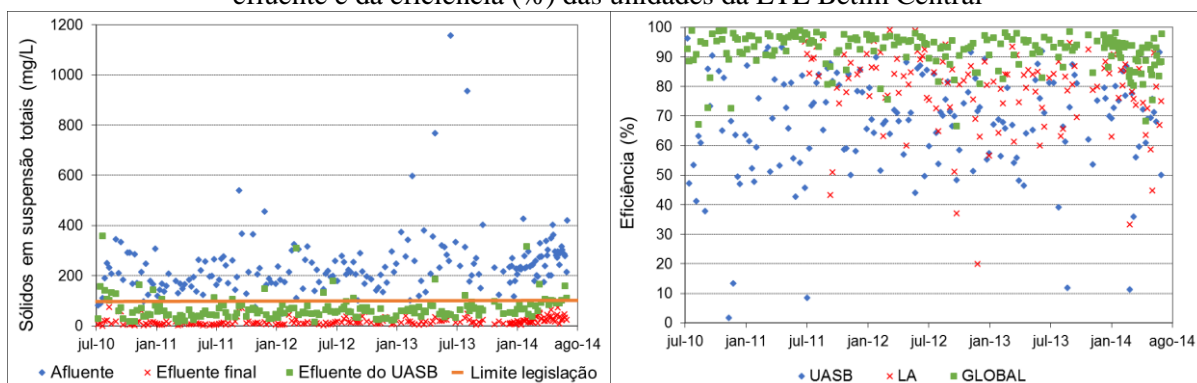 efluente e da eficiência (%) das unidades da ETE Betim Central
Sólidos em suspensão totais (mg/L)
1200
1000
800
600
400
200
0
jul-10 jan-11 jul-11 jan-12 jul-12 jan-13 jul-13 jan-14 ago-14
Afluente Efluente final Efluente do UASB Limite legislação
Eficiência (%)
100
90
80
70
60
50
40
30
20
10
0
jul-10 jan-11 jul-11 jan-12 jul-12 jan-13 jul-13 jan-14 ago-14
UASB LA GLOBAL